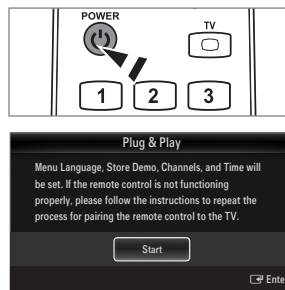 POWER
TV
1 2 3
Plug & Play
Menu Language, Store Demo, Channels, and Time will
be set. If the remote control is not functioning
properly, please follow the instructions to repeat the
process for pairing the remote control to the TV.
Start
Ente